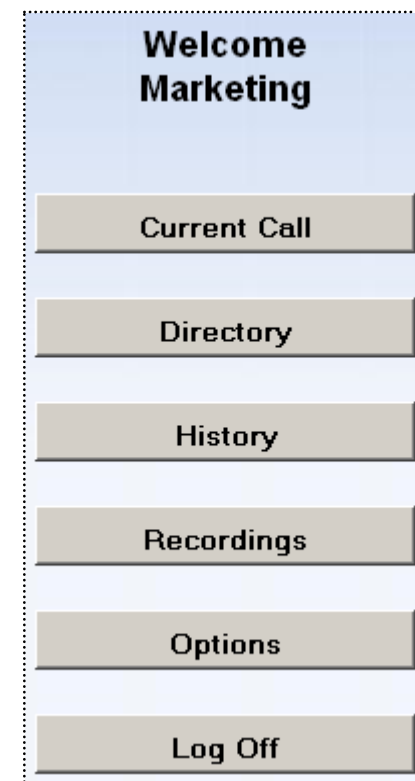 Welcome
Marketing
Current Call
Directory
History
Recordings
Options
Log Off